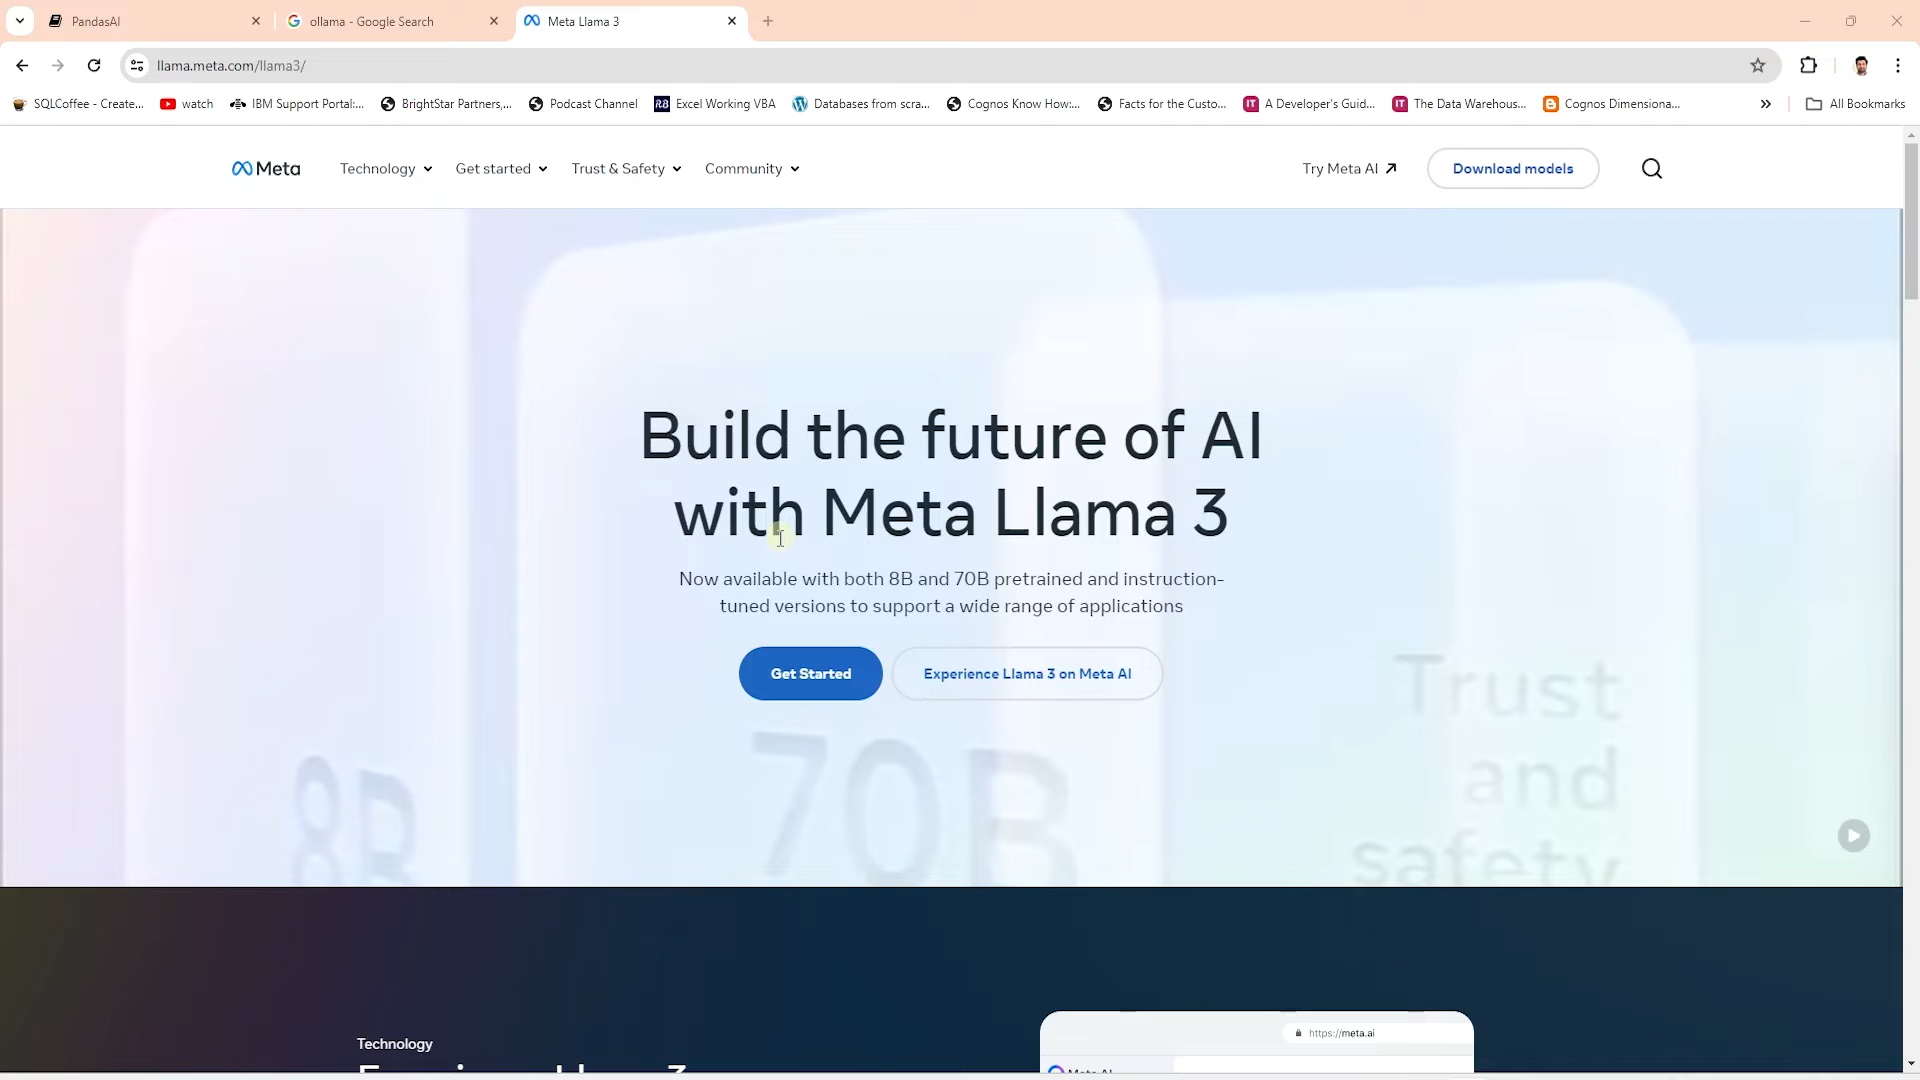 PandasAI
ollama - Google Search
Meta Llama 3
llama.meta.com/llama3/
SQLCoffee - Create...
watch
IBM Support Portal:...
BrightStar Partners,...
Podcast Channel
Excel Working VBA
Databases from scra...
Cognos Know How:...
Facts for the Custo...
A Developer's Guid...
The Data Warehous...
Cognos Dimensiona...
All Bookmarks
Meta
Technology
Get started
Trust & Safety
Community
Try Meta AI
Download models
Build the future of AI
with Meta Llama 3
Now available with both 8B and 70B pretrained and instruction-
tuned versions to support a wide range of applications
Get Started
Experience Llama 3 on Meta AI
8B
70B
Trust
and
safety
Technology
https://meta.ai
Meta AI